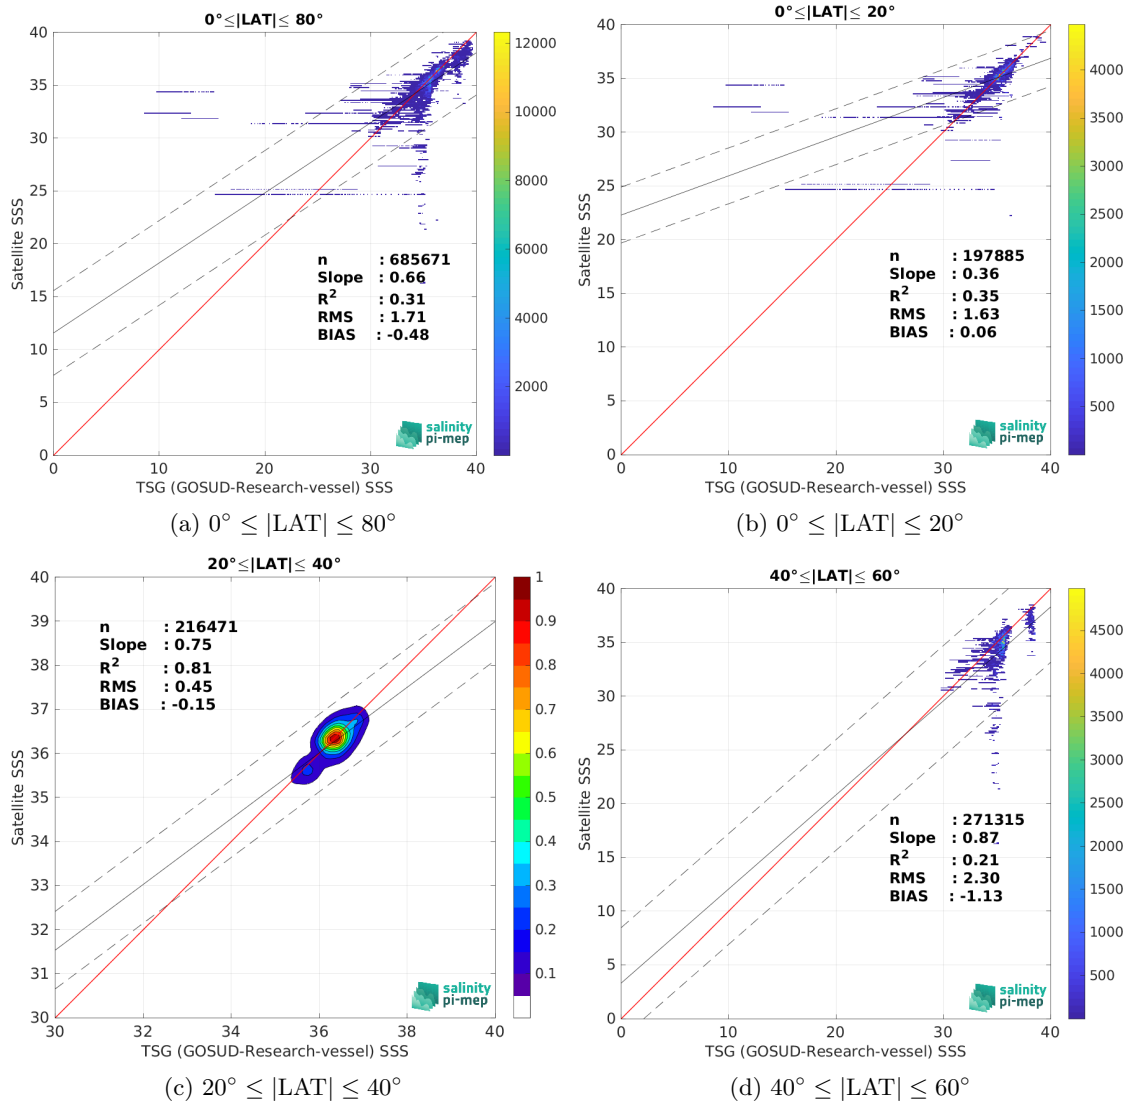 0°≤|LAT|≤ 80°
40
35
30
25
20
15
10
5
0
Satellite SSS
n : 685671
Slope : 0.66
R² : 0.31
RMS : 1.71
BIAS : -0.48
salinity
pi-mep
0 10 20 30 40
TSG (GOSUD-Research-vessel) SSS
12000
10000
8000
6000
4000
2000
(a) 0° ≤ |LAT| ≤ 80°
0°≤|LAT|≤ 20°
40
35
30
25
20
15
10
5
0
Satellite SSS
n : 197885
Slope : 0.36
R² : 0.35
RMS : 1.63
BIAS : 0.06
salinity
pi-mep
0 10 20 30 40
TSG (GOSUD-Research-vessel) SSS
4500
4000
3500
3000
2500
2000
1500
1000
500
(b) 0° ≤ |LAT| ≤ 20°
20°≤|LAT|≤ 40°
40
39
38
37
36
35
34
33
32
31
30
Satellite SSS
n : 216471
Slope : 0.75
R² : 0.81
RMS : 0.45
BIAS : -0.15
salinity
pi-mep
30 32 34 36 38 40
TSG (GOSUD-Research-vessel) SSS
1
0.9
0.8
0.7
0.6
0.5
0.4
0.3
0.2
0.1
(c) 20° ≤ |LAT| ≤ 40°
40°≤|LAT|≤ 60°
40
35
30
25
20
15
10
5
0
Satellite SSS
n : 271315
Slope : 0.87
R² : 0.21
RMS : 2.30
BIAS : -1.13
salinity
pi-mep
0 10 20 30 40
TSG (GOSUD-Research-vessel) SSS
4500
4000
3500
3000
2500
2000
1500
1000
500
(d) 40° ≤ |LAT| ≤ 60°